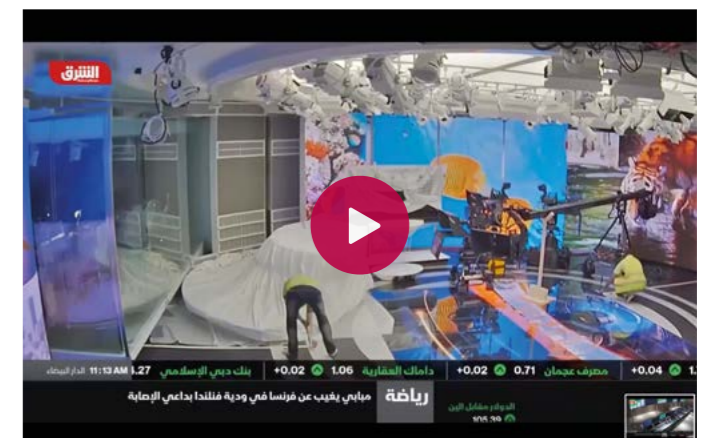 الشرق
+0.04 1. مصرف عجمان 0.71 +0.02 داماك العقارية 1.06 +0.02 بنك دبي الإسلامي 1.27 11:13 AM الدار البيضاء
رياضة مبابي يغيب عن فرنسا في ودية فنلندا بداعي الإصابة
الدولار مقابل الين
105.39